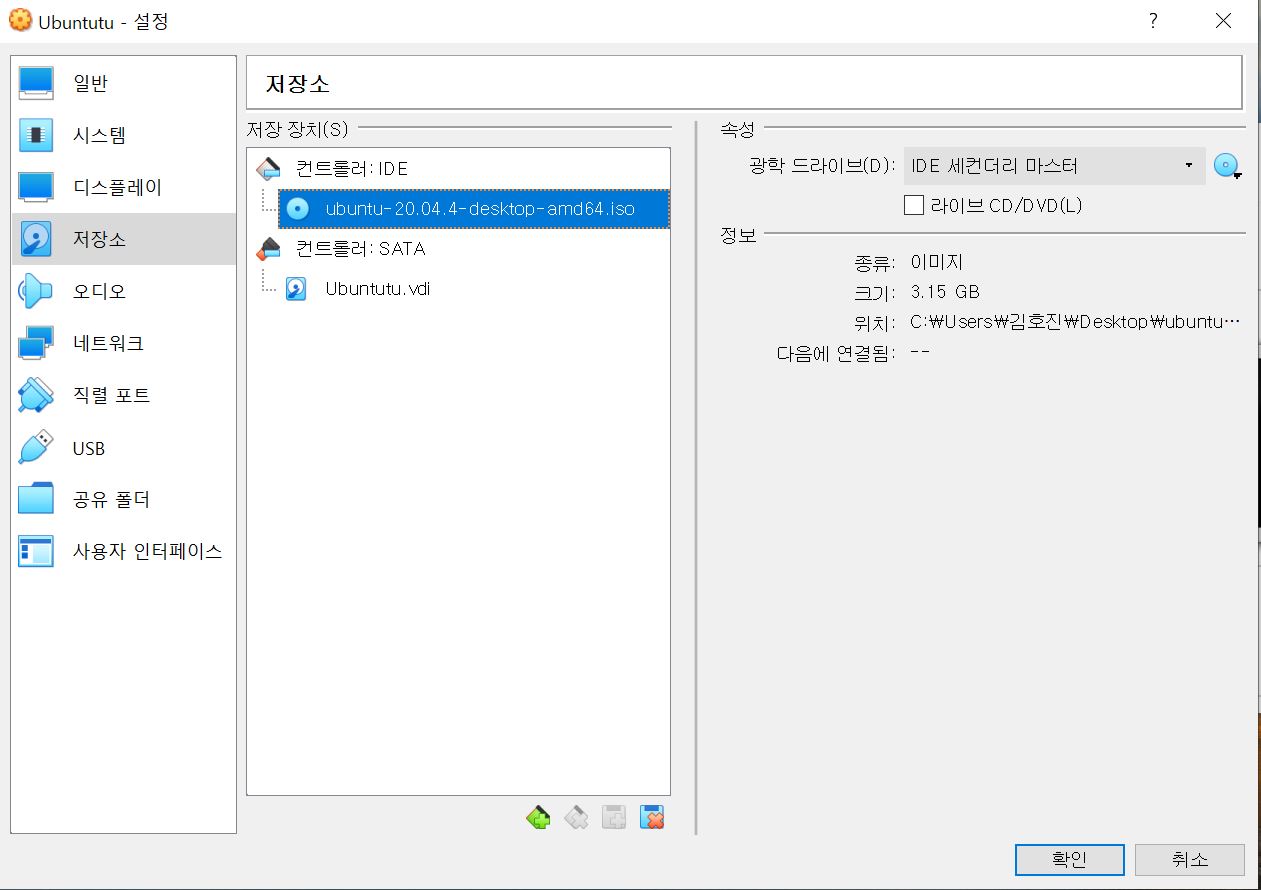 Ubuntutu - 설정
?
일반
시스템
디스플레이
저장소
오디오
네트워크
직렬 포트
USB
공유 폴더
사용자 인터페이스
저장소
저장 장치(S)
컨트롤러: IDE
ubuntu-20.04.4-desktop-amd64.iso
컨트롤러: SATA
Ubuntutu.vdi
속성
광학 드라이브(D): IDE 세컨더리 마스터
라이브 CD/DVD(L)
정보
종류: 이미지
크기: 3.15 GB
위치: C:₩Users₩김호진₩Desktop₩ubuntu…
다음에 연결됨: --
확인
취소